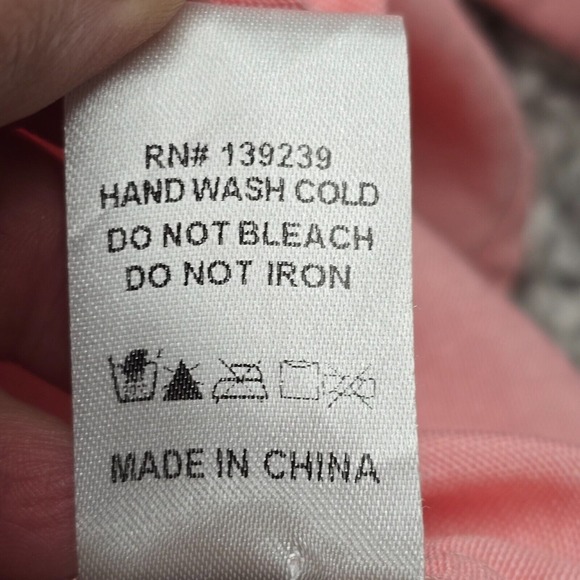 RN# 139239
HAND WASH COLD
DO NOT BLEACH
DO NOT IRON
MADE IN CHINA